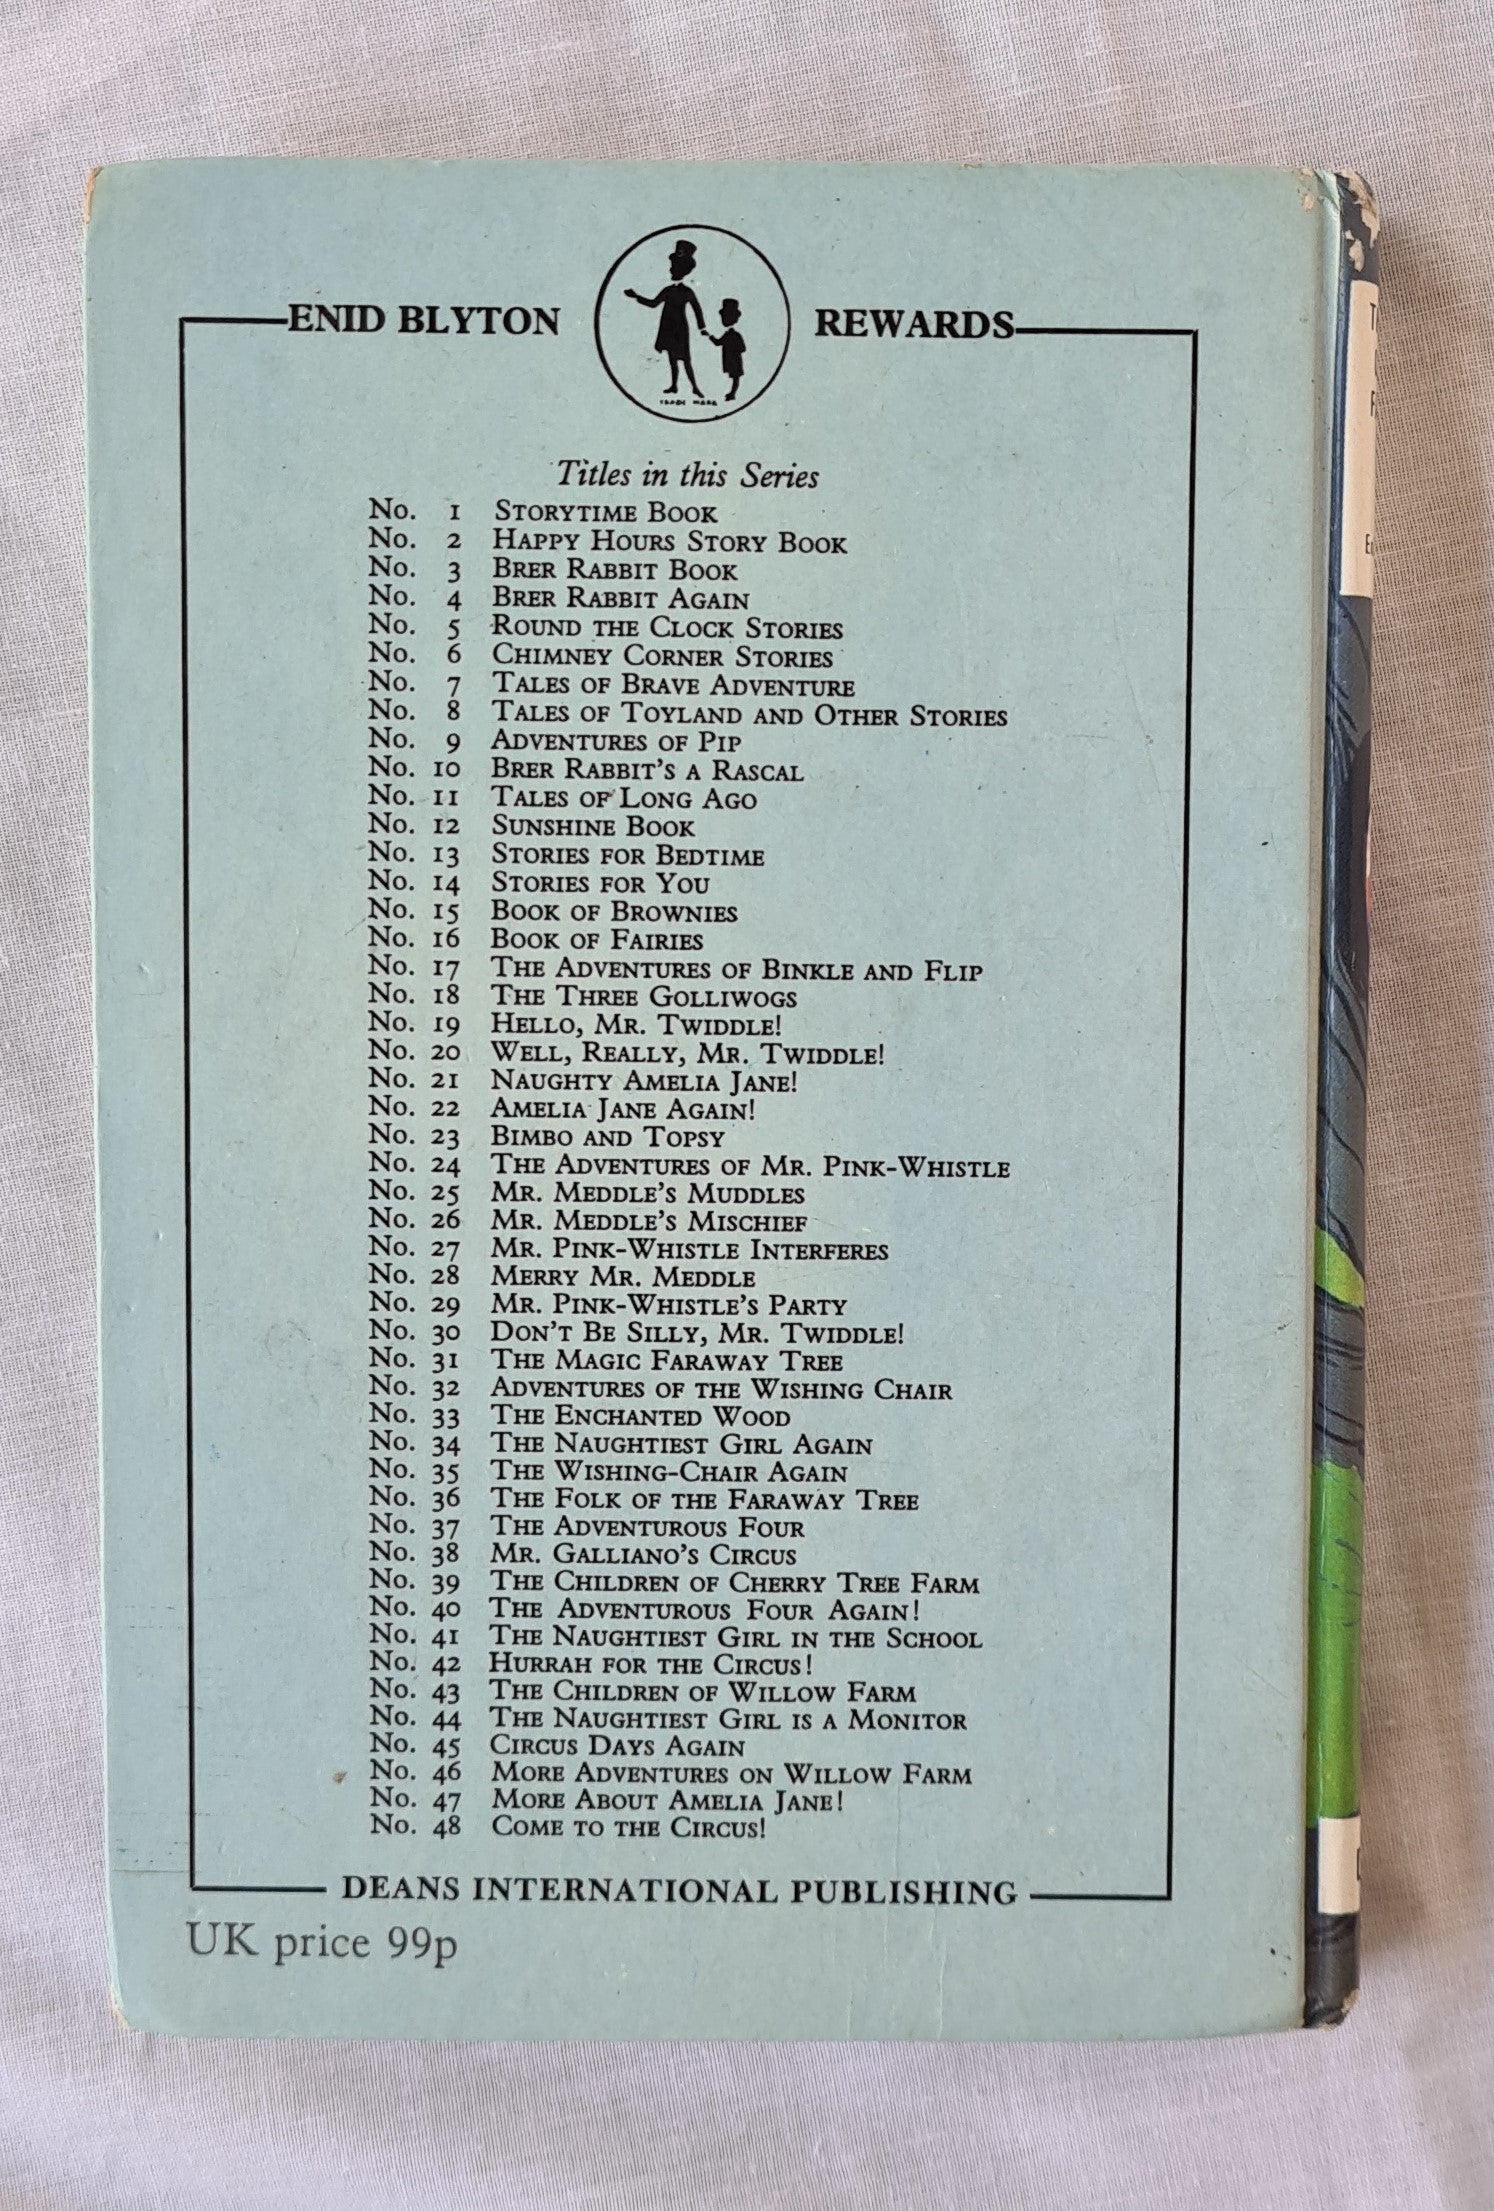 ENID BLYTON REWARDS
TRADE MARK
Titles in this Series
No. 1 STORYTIME BOOK
No. 2 HAPPY HOURS STORY BOOK
No. 3 BRER RABBIT BOOK
No. 4 BRER RABBIT AGAIN
No. 5 ROUND THE CLOCK STORIES
No. 6 CHIMNEY CORNER STORIES
No. 7 TALES OF BRAVE ADVENTURE
No. 8 TALES OF TOYLAND AND OTHER STORIES
No. 9 ADVENTURES OF PIP
No. 10 BRER RABBIT'S A RASCAL
No. 11 TALES OF LONG AGO
No. 12 SUNSHINE BOOK
No. 13 STORIES FOR BEDTIME
No. 14 STORIES FOR YOU
No. 15 BOOK OF BROWNIES
No. 16 BOOK OF FAIRIES
No. 17 THE ADVENTURES OF BINKLE AND FLIP
No. 18 THE THREE GOLLIWOGS
No. 19 HELLO, MR. TWIDDLE!
No. 20 WELL, REALLY, MR. TWIDDLE!
No. 21 NAUGHTY AMELIA JANE!
No. 22 AMELIA JANE AGAIN!
No. 23 BIMBO AND TOPSY
No. 24 THE ADVENTURES OF MR. PINK-WHISTLE
No. 25 MR. MEDDLE'S MUDDLES
No. 26 MR. MEDDLE'S MISCHIEF
No. 27 MR. PINK-WHISTLE INTERFERES
No. 28 MERRY MR. MEDDLE
No. 29 MR. PINK-WHISTLE'S PARTY
No. 30 DON'T BE SILLY, MR. TWIDDLE!
No. 31 THE MAGIC FARAWAY TREE
No. 32 ADVENTURES OF THE WISHING CHAIR
No. 33 THE ENCHANTED WOOD
No. 34 THE NAUGHTIEST GIRL AGAIN
No. 35 THE WISHING-CHAIR AGAIN
No. 36 THE FOLK OF THE FARAWAY TREE
No. 37 THE ADVENTUROUS FOUR
No. 38 MR. GALLIANO'S CIRCUS
No. 39 THE CHILDREN OF CHERRY TREE FARM
No. 40 THE ADVENTUROUS FOUR AGAIN!
No. 41 THE NAUGHTIEST GIRL IN THE SCHOOL
No. 42 HURRAH FOR THE CIRCUS!
No. 43 THE CHILDREN OF WILLOW FARM
No. 44 THE NAUGHTIEST GIRL IS A MONITOR
No. 45 CIRCUS DAYS AGAIN
No. 46 MORE ADVENTURES ON WILLOW FARM
No. 47 MORE ABOUT AMELIA JANE!
No. 48 COME TO THE CIRCUS!
DEANS INTERNATIONAL PUBLISHING
UK price 99p